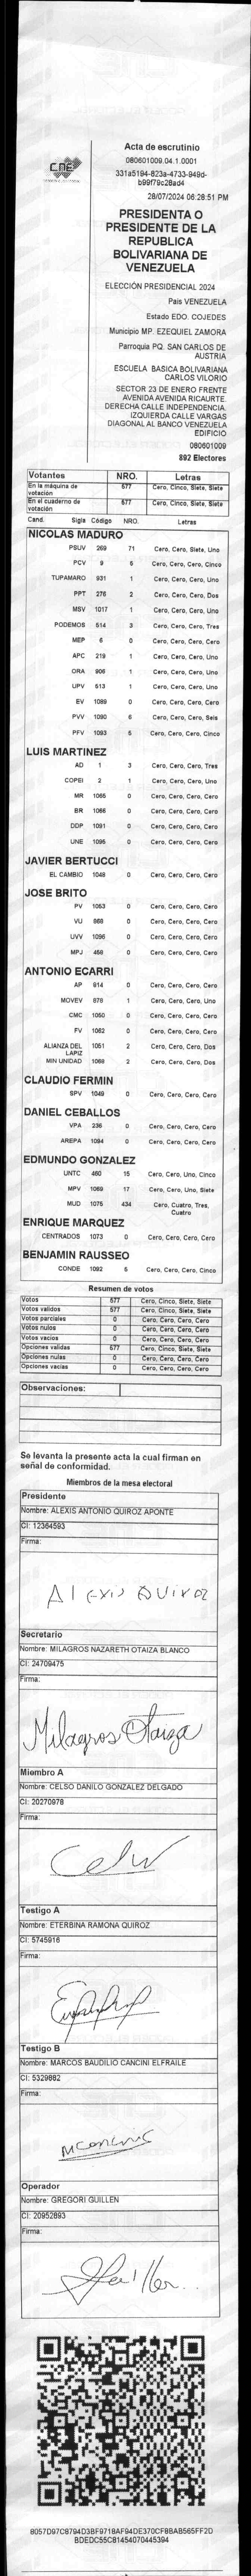 CNE
Acta de escrutinio
080601009.04.1.0001
331a5194-823a-4733-949d-
b99f79c28ad4
28/07/2024 06:28:51 PM
PRESIDENTA O
PRESIDENTE DE LA
REPUBLICA
BOLIVARIANA DE
VENEZUELA
ELECCIÓN PRESIDENCIAL 2024
País VENEZUELA
Estado EDO. COJEDES
Municipio MP. EZEQUIEL ZAMORA
Parroquia PQ. SAN CARLOS DE
AUSTRIA
ESCUELA BASICA BOLIVARIANA
CARLOS VILORIO
SECTOR 23 DE ENERO FRENTE
AVENIDA AVENIDA RICAURTE.
DERECHA CALLE INDEPENDENCIA.
IZQUIERDA CALLE VARGAS
DIAGONAL AL BANCO VENEZUELA
EDIFICIO
080601009
892 Electores
Votantes NRO. Letras
En la máquina de votación 577 Cero, Cinco, Siete, Siete
En el cuaderno de votación 577 Cero, Cinco, Siete, Siete
Cand. Sigla Código NRO. Letras
NICOLAS MADURO
PSUV 269 71 Cero, Cero, Siete, Uno
PCV 9 5 Cero, Cero, Cero, Cinco
TUPAMARO 931 1 Cero, Cero, Cero, Uno
PPT 276 2 Cero, Cero, Cero, Dos
MSV 1017 1 Cero, Cero, Cero, Uno
PODEMOS 514 3 Cero, Cero, Cero, Tres
MEP 6 0 Cero, Cero, Cero, Cero
APC 219 1 Cero, Cero, Cero, Uno
ORA 906 1 Cero, Cero, Cero, Uno
UPV 513 1 Cero, Cero, Cero, Uno
EV 1089 0 Cero, Cero, Cero, Cero
PVV 1090 6 Cero, Cero, Cero, Seis
PFV 1093 5 Cero, Cero, Cero, Cinco
LUIS MARTINEZ
AD 1 3 Cero, Cero, Cero, Tres
COPEI 2 1 Cero, Cero, Cero, Uno
MR 1065 0 Cero, Cero, Cero, Cero
BR 1066 0 Cero, Cero, Cero, Cero
DDP 1091 0 Cero, Cero, Cero, Cero
UNE 1095 0 Cero, Cero, Cero, Cero
JAVIER BERTUCCI
EL CAMBIO 1048 0 Cero, Cero, Cero, Cero
JOSE BRITO
PV 1053 0 Cero, Cero, Cero, Cero
VU 868 0 Cero, Cero, Cero, Cero
UVV 1096 0 Cero, Cero, Cero, Cero
MPJ 458 0 Cero, Cero, Cero, Cero
ANTONIO ECARRI
AP 814 0 Cero, Cero, Cero, Cero
MOVEV 878 1 Cero, Cero, Cero, Uno
CMC 1050 0 Cero, Cero, Cero, Cero
FV 1052 0 Cero, Cero, Cero, Cero
ALIANZA DEL LAPIZ 1051 2 Cero, Cero, Cero, Dos
MIN UNIDAD 1068 2 Cero, Cero, Cero, Dos
CLAUDIO FERMIN
SPV 1049 0 Cero, Cero, Cero, Cero
DANIEL CEBALLOS
VPA 236 0 Cero, Cero, Cero, Cero
AREPA 1094 0 Cero, Cero, Cero, Cero
EDMUNDO GONZALEZ
UNTC 460 15 Cero, Cero, Uno, Cinco
MPV 1069 17 Cero, Cero, Uno, Siete
MUD 1075 434 Cero, Cuatro, Tres, Cuatro
ENRIQUE MARQUEZ
CENTRADOS 1073 0 Cero, Cero, Cero, Cero
BENJAMIN RAUSSEO
CONDE 1092 5 Cero, Cero, Cero, Cinco
Resumen de votos
Votos 577 Cero, Cinco, Siete, Siete
Votos validos 577 Cero, Cinco, Siete, Siete
Votos parciales 0 Cero, Cero, Cero, Cero
Votos nulos 0 Cero, Cero, Cero, Cero
Votos vacios 0 Cero, Cero, Cero, Cero
Opciones validas 577 Cero, Cinco, Siete, Siete
Opciones nulas 0 Cero, Cero, Cero, Cero
Opciones vacias 0 Cero, Cero, Cero, Cero
Observaciones:
Se levanta la presente acta la cual firman en
señal de conformidad.
Miembros de la mesa electoral
Presidente
Nombre: ALEXIS ANTONIO QUIROZ APONTE
CI: 12364593
Firma:
Alexis Quiroz
Secretario
Nombre: MILAGROS NAZARETH OTAIZA BLANCO
CI: 24709475
Firma:
Milagros Otaiza
Miembro A
Nombre: CELSO DANILO GONZALEZ DELGADO
CI: 20270978
Firma:
Testigo A
Nombre: ETERBINA RAMONA QUIROZ
CI: 5745916
Firma:
Testigo B
Nombre: MARCOS BAUDILIO CANCINI ELFRAILE
CI: 5329882
Firma:
Operador
Nombre: GREGORI GUILLEN
CI: 20952893
Firma:
8057D97C8794D3BF9718AF94DE370CF8BAB565FF2D
BDEDC55C81454070445394